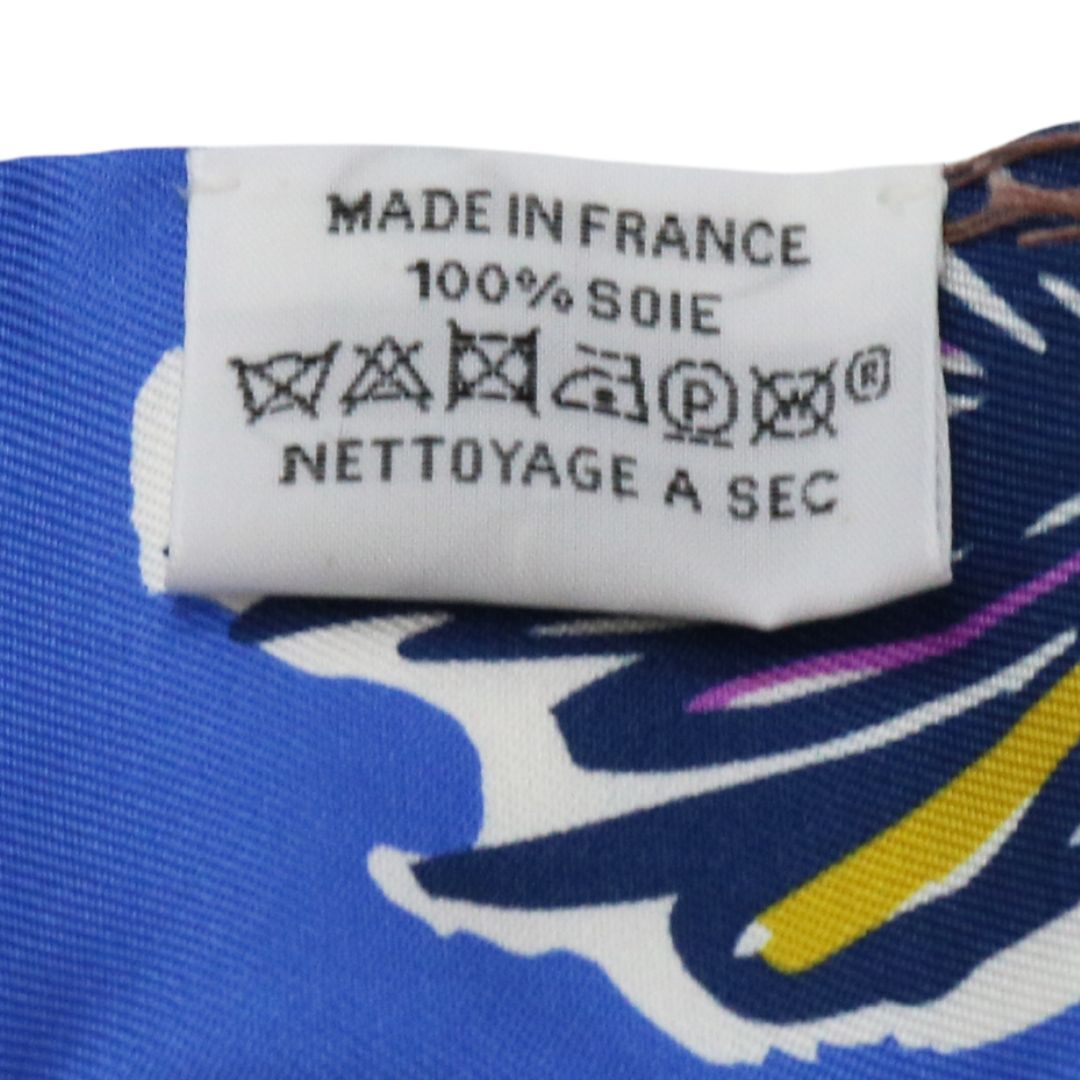 MADE IN FRANCE
100% SOIE
P W ®
NETTOYAGE A SEC